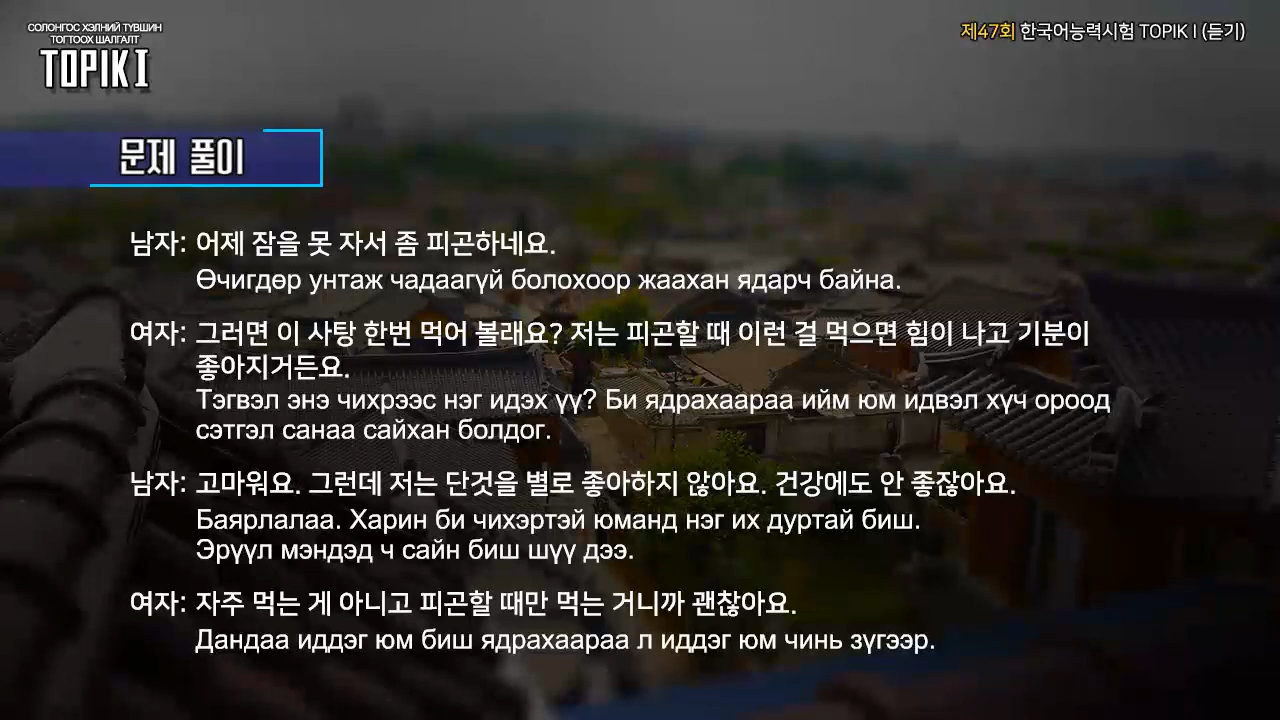 СОЛОНГОС ХЭЛНИЙ ТҮВШИН
ТОГТООХ ШАЛГАЛТ
TOPIK I
제47회 한국어능력시험 TOPIK I (듣기)
문제 풀이
남자: 어제 잠을 못 자서 좀 피곤하네요.
Өчигдөр унтаж чадаагүй болохоор жаахан ядарч байна.
여자: 그러면 이 사탕 한번 먹어 볼래요? 저는 피곤할 때 이런 걸 먹으면 힘이 나고 기분이
좋아지거든요.
Тэгвэл энэ чихрээс нэг идэх үү? Би ядрахаараа ийм юм идвэл хүч ороод
сэтгэл санаа сайхан болдог.
남자: 고마워요. 그런데 저는 단것을 별로 좋아하지 않아요. 건강에도 안 좋잖아요.
Баярлалаа. Харин би чихэртэй юманд нэг их дуртай биш.
Эрүүл мэндэд ч сайн биш шүү дээ.
여자: 자주 먹는 게 아니고 피곤할 때만 먹는 거니까 괜찮아요.
Дандаа иддэг юм биш ядрахаараа л иддэг юм чинь зүгээр.